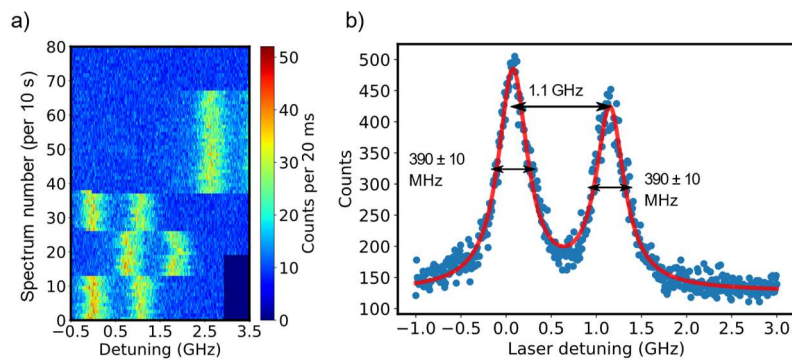 a)
80
70
60
50
40
30
20
10
0
Spectrum number (per 10 s)
-0.5
0.5
1.5
2.5
3.5
Detuning (GHz)
50
40
30
20
10
0
Counts per 20 ms
b)
500
450
400
350
300
250
200
150
100
Counts
1.1 GHz
390 ± 10
MHz
390 ± 10
MHz
−1.0 −0.5 0.0 0.5 1.0 1.5 2.0 2.5 3.0
Laser detuning (GHz)